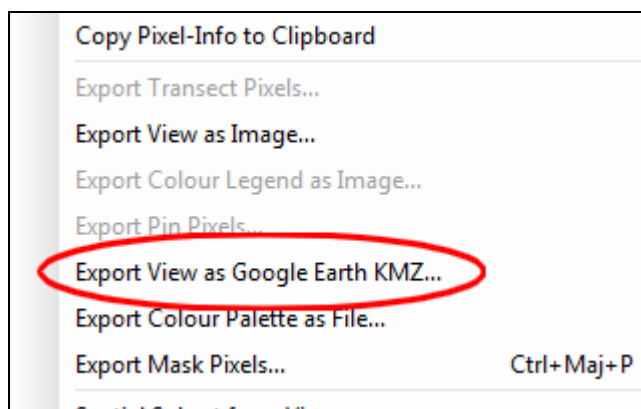 Copy Pixel-Info to Clipboard
Export Transect Pixels...
Export View as Image...
Export Colour Legend as Image...
Export Pin Pixels...
Export View as Google Earth KMZ...
Export Colour Palette as File...
Export Mask Pixels... Ctrl+Maj+P